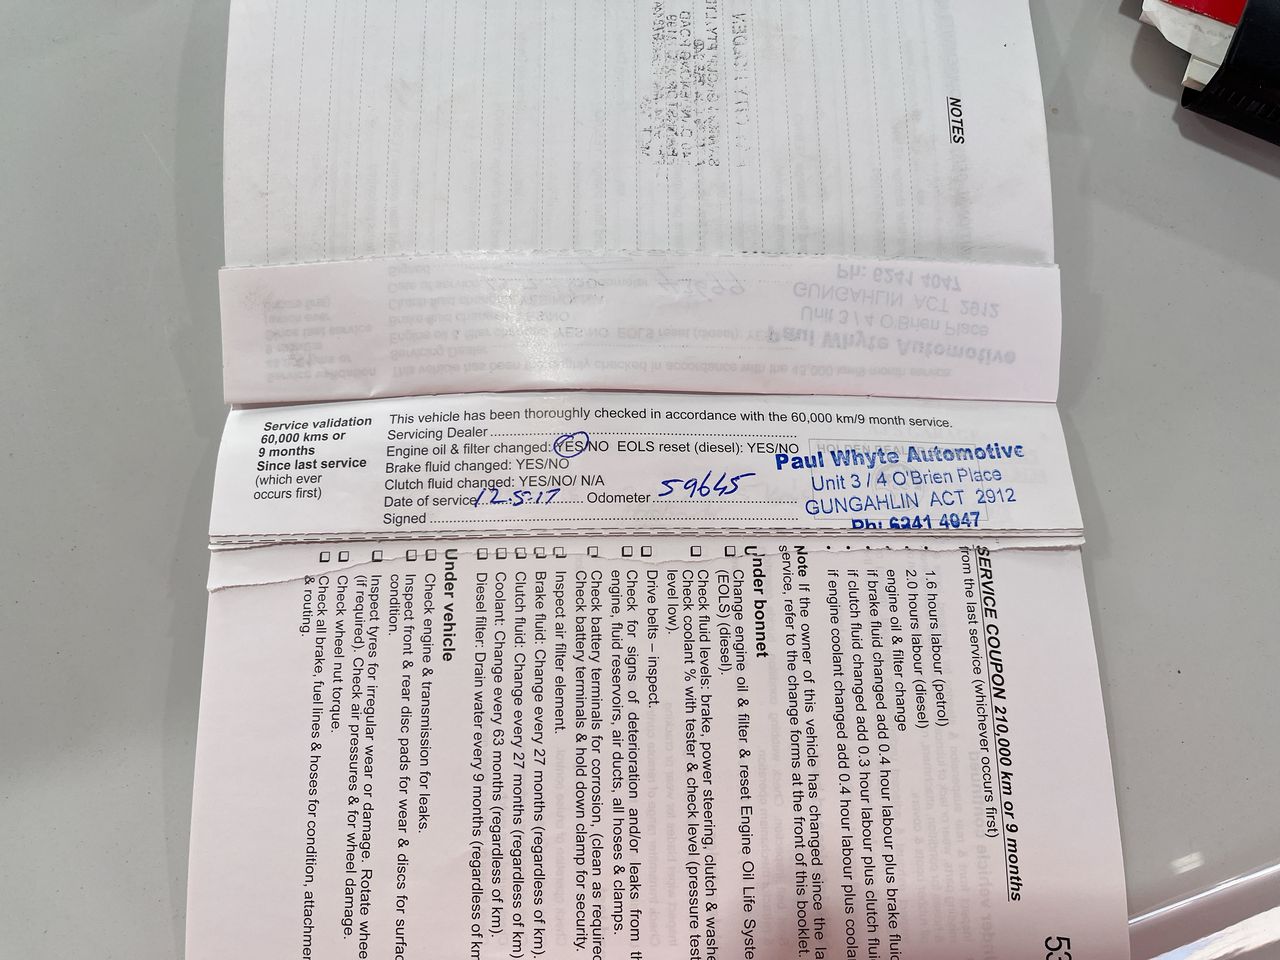 NOTES
Service validation
60,000 kms or
9 months
Since last service
(which ever
occurs first)
This vehicle has been thoroughly checked in accordance with the 60,000 km/9 month service.
Servicing Dealer
Engine oil & filter changed: YES/NO EOLS reset (diesel): YES/NO
Brake fluid changed: YES/NO
Clutch fluid changed: YES/NO/ N/A
Date of service 12.5.17 Odometer 59645
Signed
Paul Whyte Automotive
Unit 3 / 4 O'Brien Place
GUNGAHLIN ACT 2912
Ph: 6241 4047
SERVICE COUPON 210,000 km or 9 months
from the last service (whichever occurs first)
• 1.6 hours labour (petrol)
• 2.0 hours labour (diesel)
engine oil & filter change
• if brake fluid changed add 0.4 hour labour plus brake
• if clutch fluid changed add 0.3 hour labour plus clutch
• if engine coolant changed add 0.4 hour labour plus
Note If the owner of this vehicle has changed since the
service, refer to the change forms at the front of this booklet.
Under bonnet
Change engine oil & filter & reset Engine Oil Life
(EOLS) (diesel).
Check fluid levels: brake, power steering, clutch &
Check coolant % with tester & check level (pressure test
level low).
Drive belts – inspect.
Check for signs of deterioration and/or leaks from
engine, fluid reservoirs, air ducts, all hoses & clamps.
Check battery terminals for corrosion, (clean as
Check battery terminals & hold down clamp for security.
Inspect air filter element.
Brake fluid: Change every 27 months (regardless of km).
Clutch fluid: Change every 27 months (regardless of km)
Coolant: Change every 63 months (regardless of km).
Diesel filter: Drain water every 9 months (regardless of
Under vehicle
Check engine & transmission for leaks.
Inspect front & rear disc pads for wear & discs for
condition.
Inspect tyres for irregular wear or damage. Rotate
(if required). Check air pressures & for wheel damage.
Check wheel nut torque.
Check all brake, fuel lines & hoses for condition,
& routing.